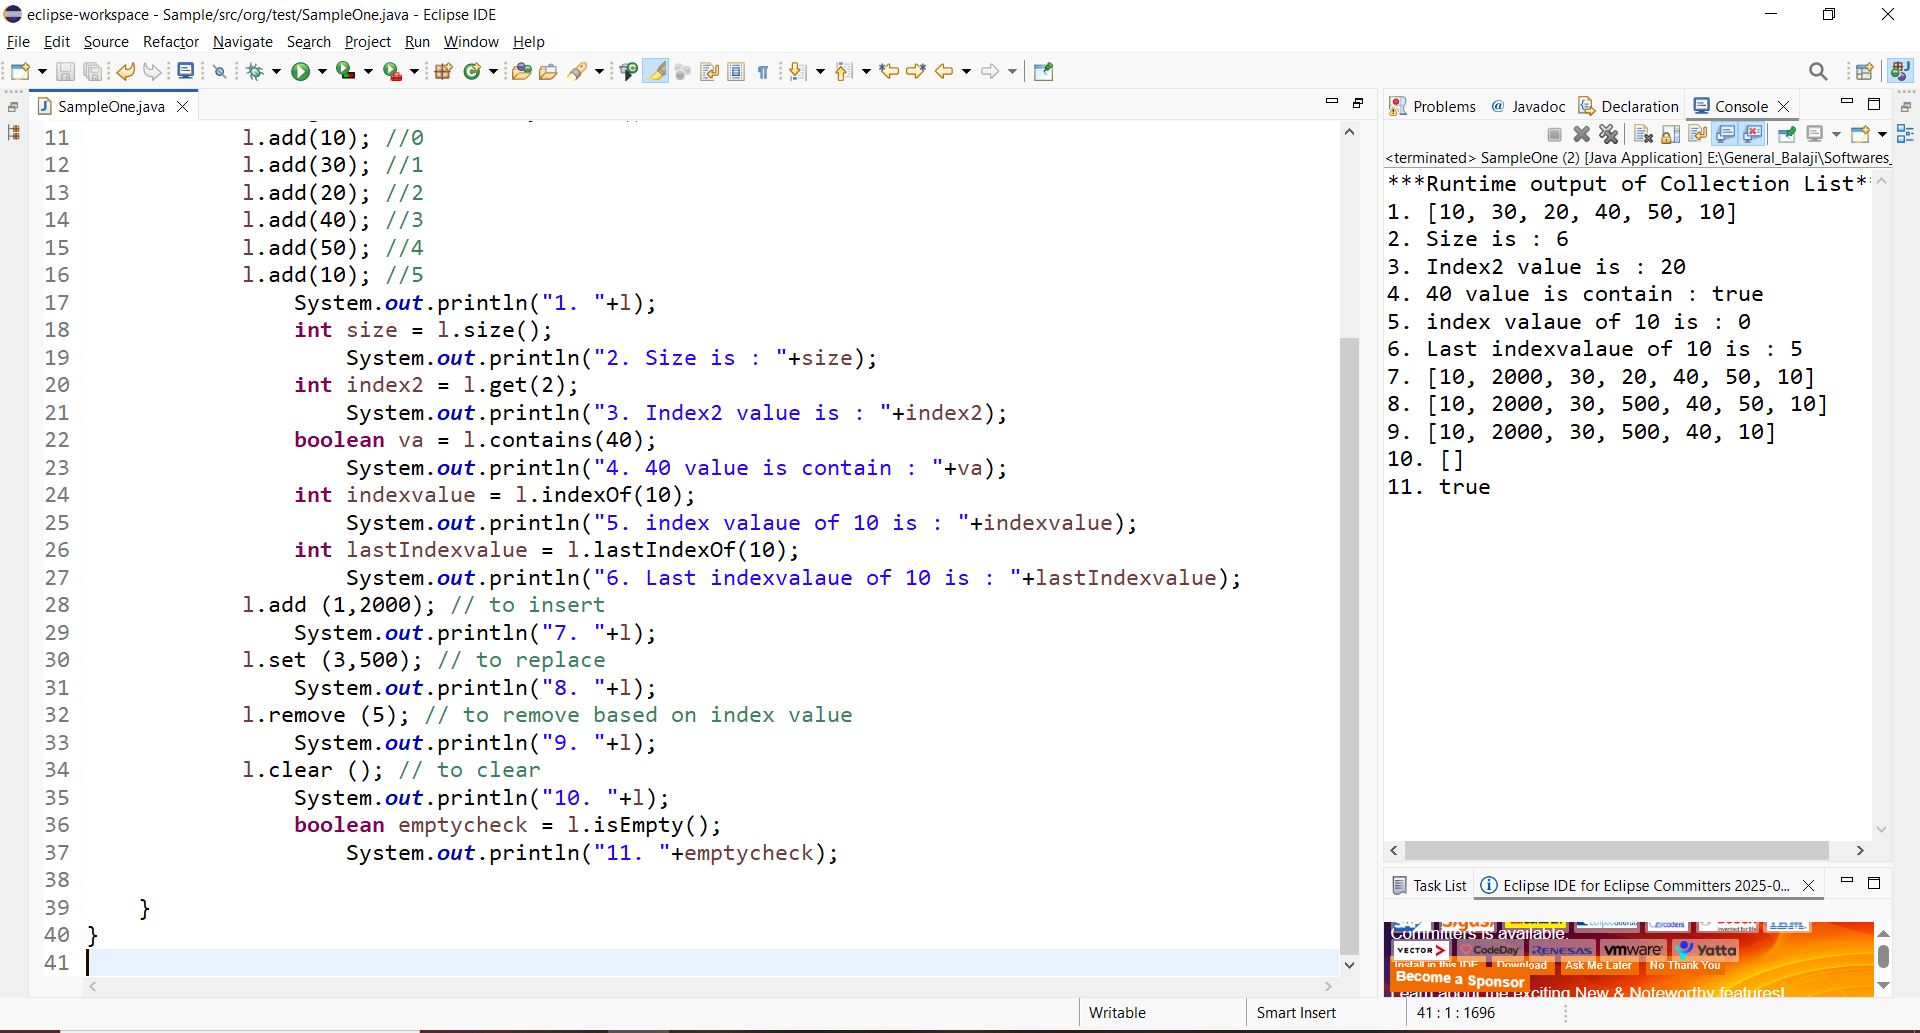 eclipse-workspace - Sample/src/org/test/SampleOne.java - Eclipse IDE
File Edit Source Refactor Navigate Search Project Run Window Help
SampleOne.java
11 l.add(10); //0
12 l.add(30); //1
13 l.add(20); //2
14 l.add(40); //3
15 l.add(50); //4
16 l.add(10); //5
17 System.out.println("1. "+l);
18 int size = l.size();
19 System.out.println("2. Size is : "+size);
20 int index2 = l.get(2);
21 System.out.println("3. Index2 value is : "+index2);
22 boolean va = l.contains(40);
23 System.out.println("4. 40 value is contain : "+va);
24 int indexvalue = l.indexOf(10);
25 System.out.println("5. index valaue of 10 is : "+indexvalue);
26 int lastIndexvalue = l.lastIndexOf(10);
27 System.out.println("6. Last indexvalaue of 10 is : "+lastIndexvalue);
28 l.add (1,2000); // to insert
29 System.out.println("7. "+l);
30 l.set (3,500); // to replace
31 System.out.println("8. "+l);
32 l.remove (5); // to remove based on index value
33 System.out.println("9. "+l);
34 l.clear (); // to clear
35 System.out.println("10. "+l);
36 boolean emptycheck = l.isEmpty();
37 System.out.println("11. "+emptycheck);
38
39 }
40 }
41
Problems Javadoc Declaration Console
<terminated> SampleOne (2) [Java Application] E:\General_Balaji\Softwares_
***Runtime output of Collection List*
1. [10, 30, 20, 40, 50, 10]
2. Size is : 6
3. Index2 value is : 20
4. 40 value is contain : true
5. index valaue of 10 is : 0
6. Last indexvalaue of 10 is : 5
7. [10, 2000, 30, 20, 40, 50, 10]
8. [10, 2000, 30, 500, 40, 50, 10]
9. [10, 2000, 30, 500, 40, 10]
10. []
11. true
Task List Eclipse IDE for Eclipse Committers 2025-0...
Committers is available.
VECTOR CodeDay RENESAS vmware Yatta
Install in this IDE Download Ask Me Later No Thank You
Become a Sponsor
Learn about the exciting New & Noteworthy features!
Writable Smart Insert 41 : 1 : 1696